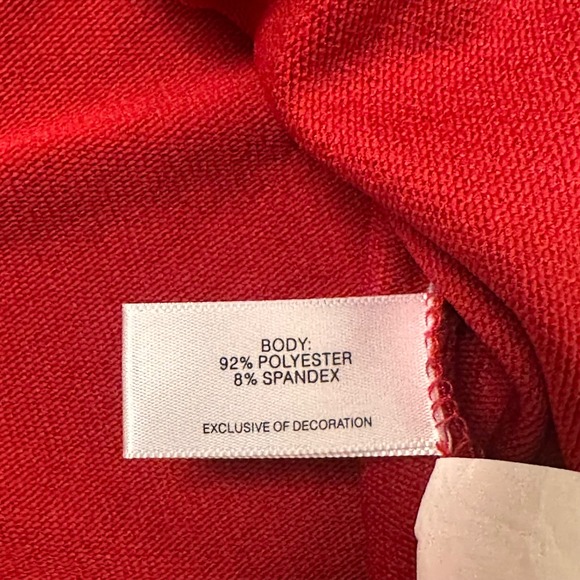 BODY:
92% POLYESTER
8% SPANDEX
EXCLUSIVE OF DECORATION